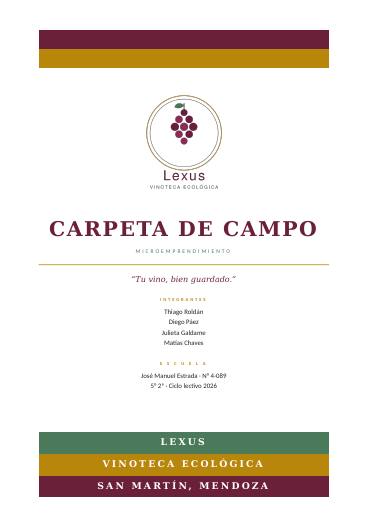 Lexus
VINOTECA ECOLÓGICA
CARPETA DE CAMPO
MICROEMPRENDIMIENTO
“Tu vino, bien guardado.”
INTEGRANTES
Thiago Roldán
Diego Páez
Julieta Galdame
Matías Chaves
ESCUELA
José Manuel Estrada · N° 4-089
5° 2° · Ciclo lectivo 2026
LEXUS
VINOTECA ECOLÓGICA
SAN MARTÍN, MENDOZA